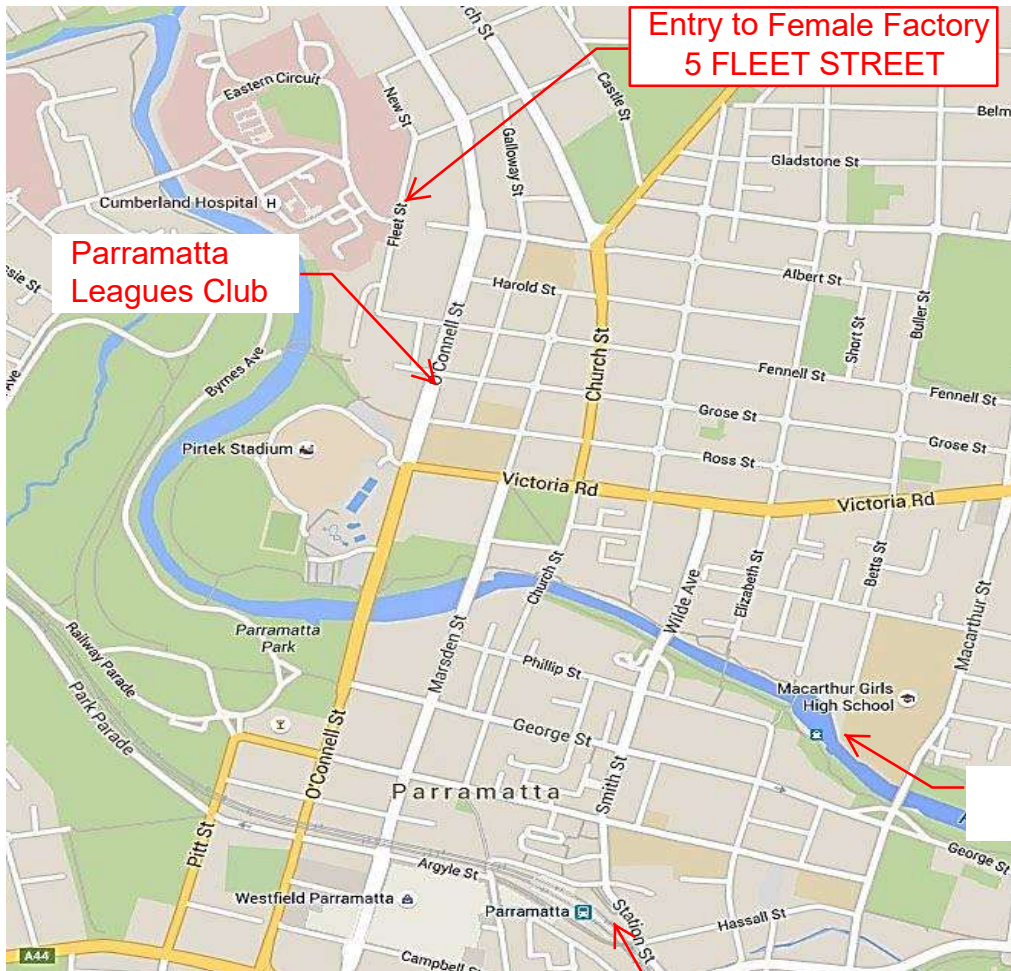 Entry to Female Factory
5 FLEET STREET
Church St
Eastern Circuit
New St
Castle St
Galloway St
Gladstone St
Cumberland Hospital H
Fleet St
Parramatta
Leagues Club
Harold St
Albert St
Short St
Buller St
O'Connell St
Byrnes Ave
Ave
Church St
Fennell St
Fennell St
Grose St
Grose St
Pirtek Stadium
Ross St
Victoria Rd
Victoria Rd
Church St
Wilde Ave
Elizabeth St
Betts St
Macarthur St
Parramatta
Park
Railway Parade
Park Parade
Marsden St
Phillip St
Macarthur Girls
High School
George St
O'Connell St
Smith St
Parramatta
Pitt St
Argyle St
George St
Westfield Parramatta
Parramatta
Station St
Hassall St
A44